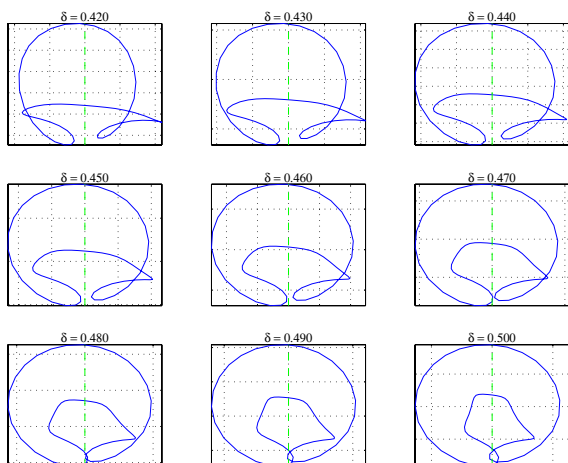 δ = 0.420
δ = 0.430
δ = 0.440
δ = 0.450
δ = 0.460
δ = 0.470
δ = 0.480
δ = 0.490
δ = 0.500